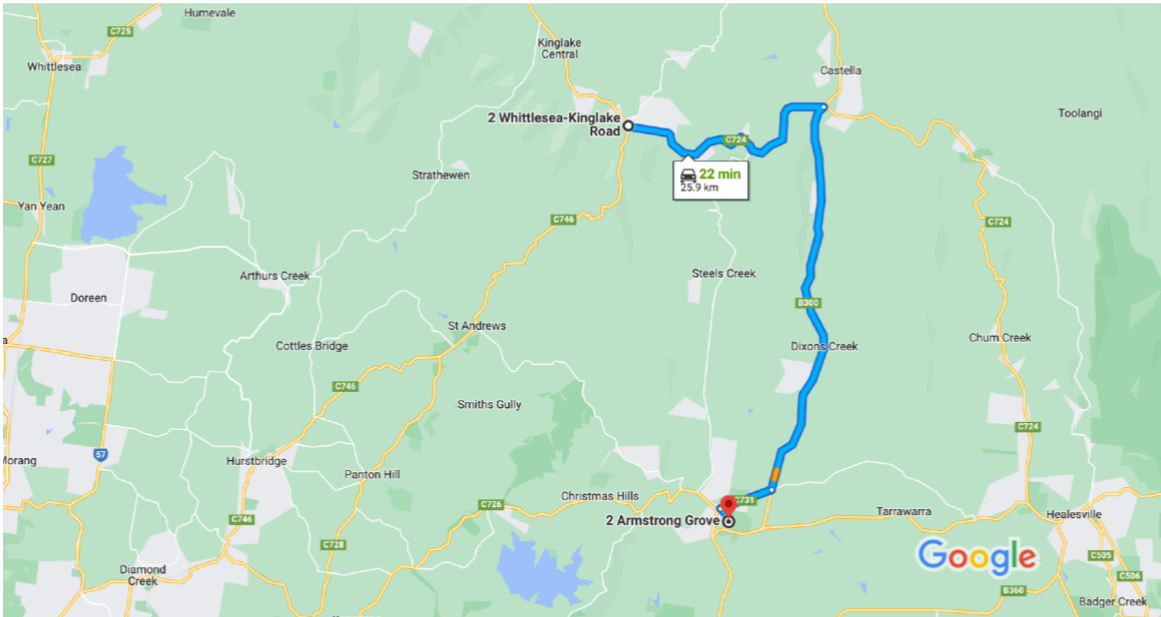 Humevale
C725
Whittlesea
Kinglake
Central
Castella
Toolangi
2 Whittlesea-Kinglake
Road
C724
C727
22 min
25.9 km
Strathewen
Yan Yean
C746
C724
Arthurs Creek
Steels Creek
Doreen
B300
St Andrews
Cottles Bridge
Dixons Creek
Chum Creek
a
C746
Smiths Gully
C724
57
Morang
Hurstbridge
Panton Hill
Christmas Hills
C726
C731
2 Armstrong Grove
Tarrawarra
Healesville
C746
C728
Google
C505
Diamond
Creek
C506
B360
Badger Creek